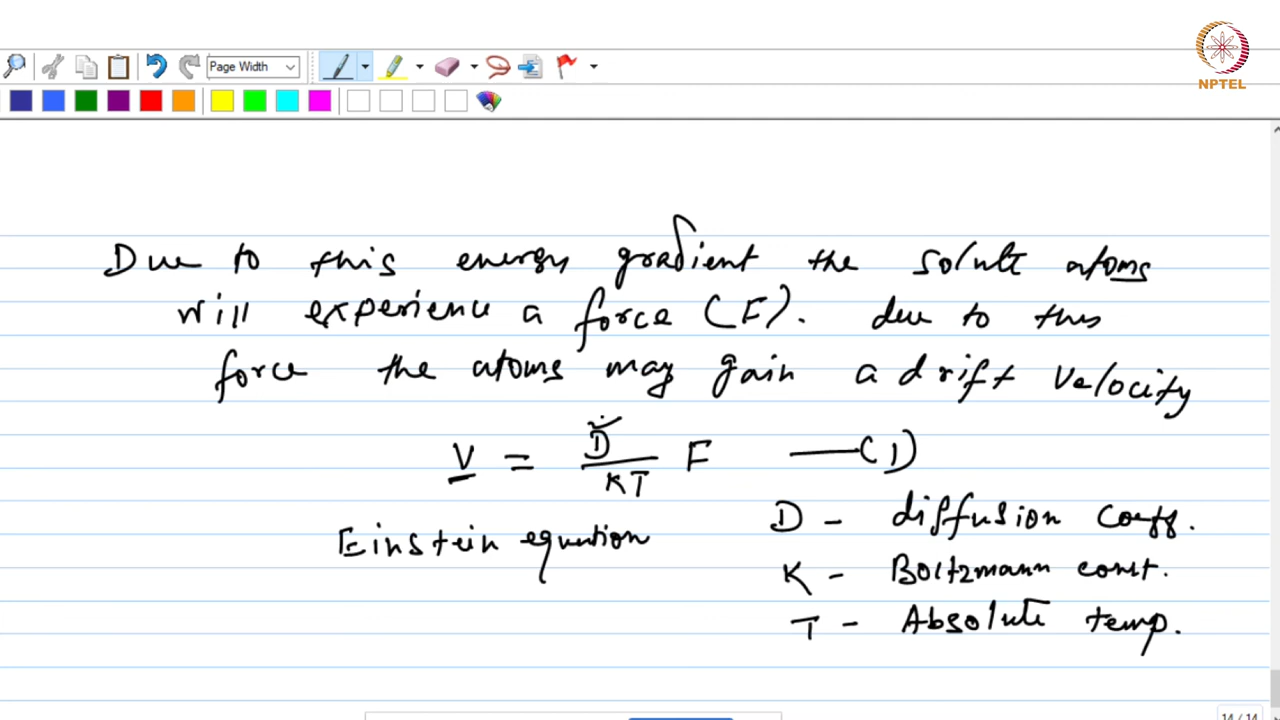 NPTEL
Page Width
Due to this energy gradient the solute atoms
will experience a force (F). due to this
force the atoms may gain a drift velocity
V = D/KT F —(1)
Einstein equation
D - diffusion coeff.
K - Boltzmann const.
T - Absolute temp.
14 / 14